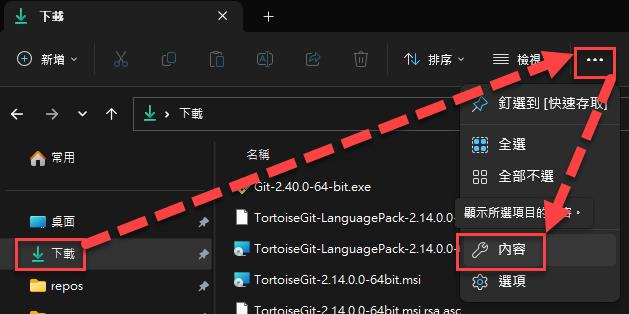 下載
新增
排序
檢視
釘選到 [快速存取]
下載
全選
常用
名稱
全部不選
Git-2.40.0-64-bit.exe
桌面
TortoiseGit-LanguagePack-2.14.0.0-
顯示所選項目的
容。
下載
TortoiseGit-LanguagePack-2.14.0.0-
內容
repos
TortoiseGit-2.14.0.0-64bit.msi
選項
TortoiseGit-2.14.0.0-64bit.msi.rsa.asc